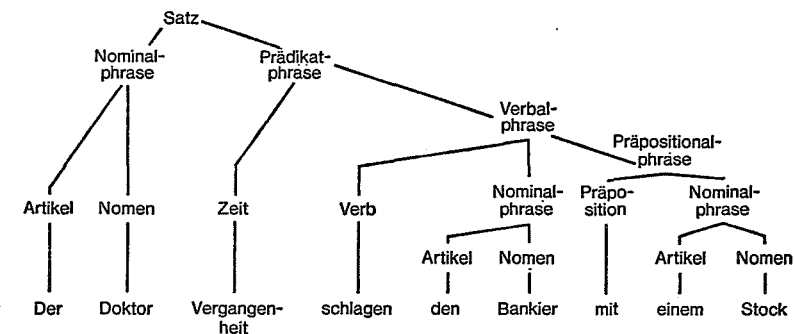 Satz
Nominal-
phrase
Prädikat-
phrase
Verbal-
phrase
Präpositional-
phrase
Artikel Nomen Zeit Verb
Nominal-
phrase
Präpo-
sition
Nominal-
phrase
Artikel Nomen Artikel Nomen
Der Doktor Vergangen-
heit
schlagen den Bankier mit einem Stock